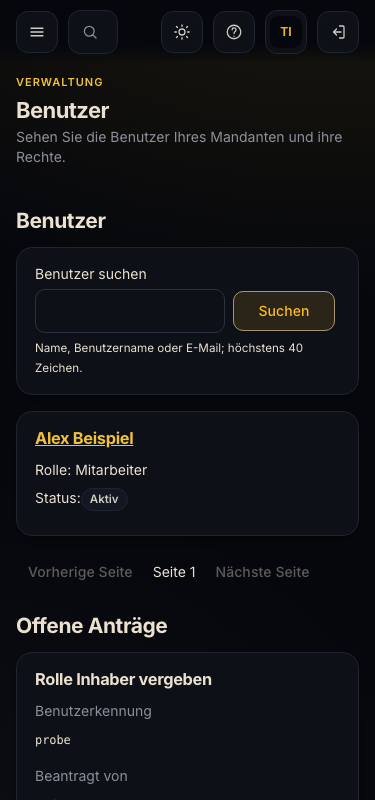 TI
VERWALTUNG
Benutzer
Sehen Sie die Benutzer Ihres Mandanten und ihre
Rechte.
Benutzer
Benutzer suchen
Suchen
Name, Benutzername oder E-Mail; höchstens 40
Zeichen.
Alex Beispiel
Rolle: Mitarbeiter
Status: Aktiv
Vorherige Seite Seite 1 Nächste Seite
Offene Anträge
Rolle Inhaber vergeben
Benutzerkennung
probe
Beantragt von